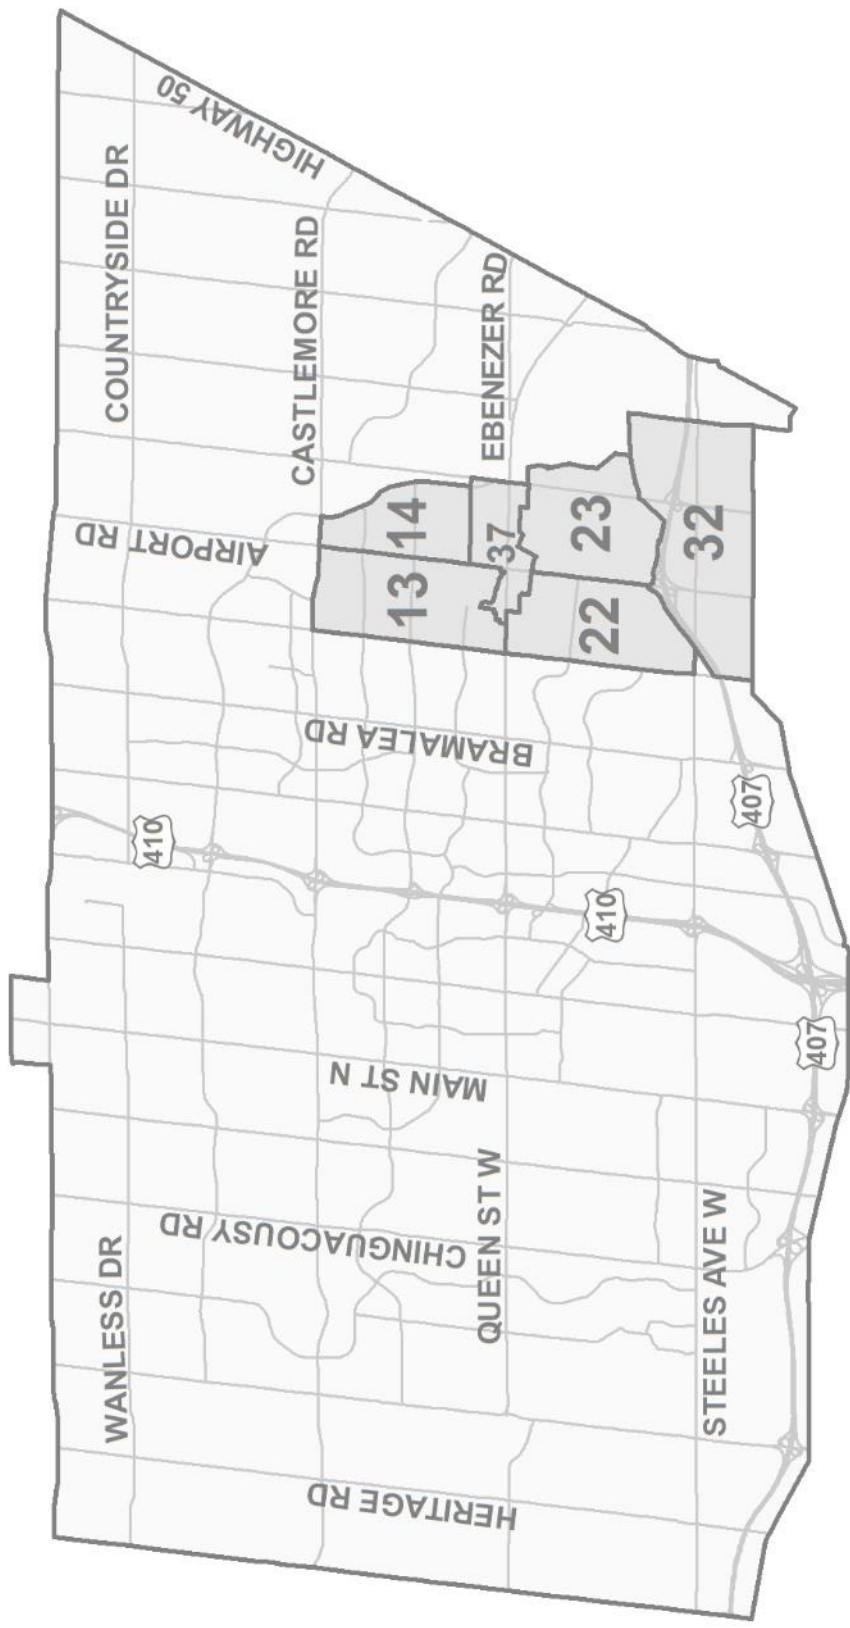 WANLESS DR
COUNTRYSIDE DR
410
HIGHWAY 50
AIRPORT RD
CASTLEMORE RD
CHINGUACOUSY RD
HERITAGE RD
MAIN ST N
BRAMALEA RD
13
14
QUEEN ST W
EBENEZER RD
37
410
22
23
STEELES AVE W
32
407
407